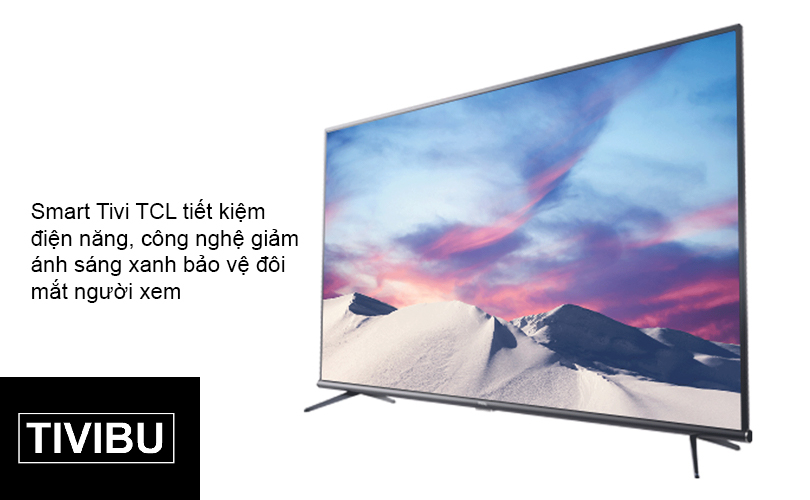 Smart Tivi TCL tiết kiệm
điện năng, công nghệ giảm
ánh sáng xanh bảo vệ đôi
mắt người xem
TIVIBU